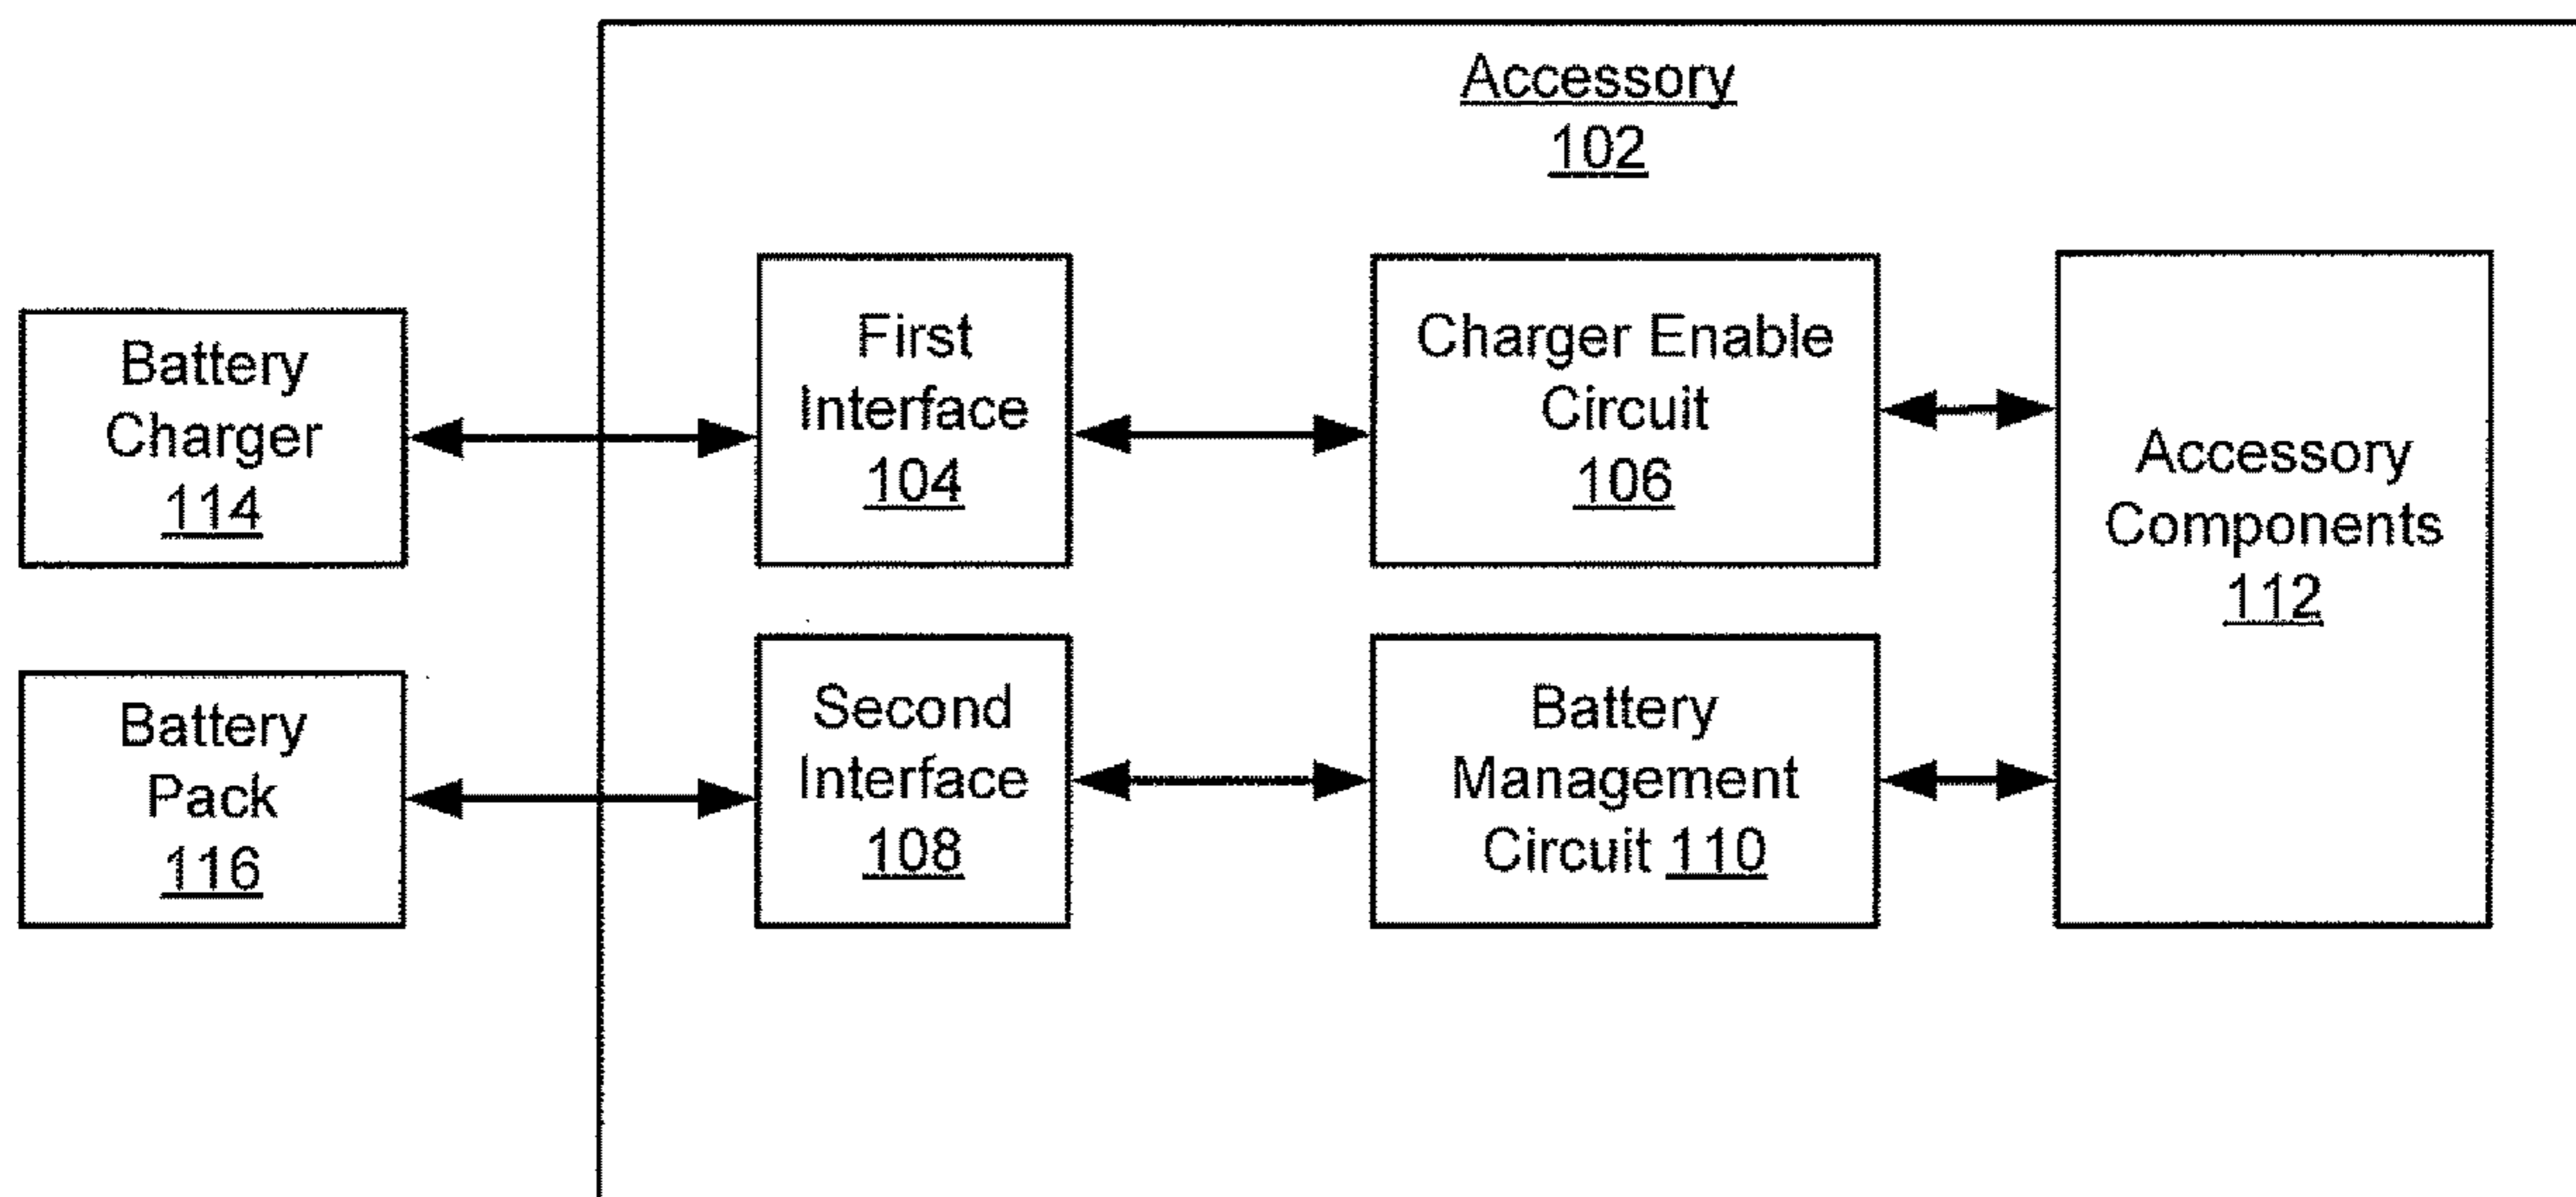 Accessory
102
Battery
Charger
114
First
Interface
104
Charger Enable
Circuit
106
Accessory
Components
112
Battery
Pack
116
Second
Interface
108
Battery
Management
Circuit 110